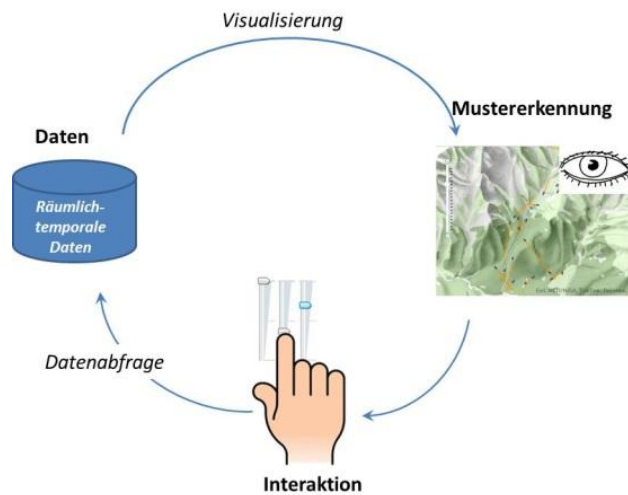 Visualisierung
Mustererkennung
Daten
Räumlich-
temporale
Daten
Datenabfrage
Interaktion